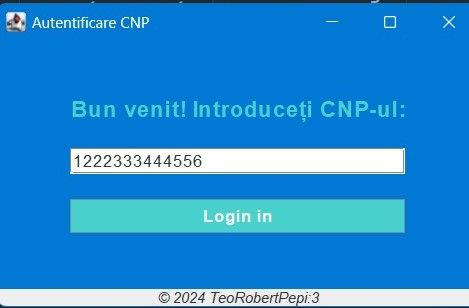 Autentificare CNP
Bun venit! Introduceți CNP-ul:
1222333444556
Login in
© 2024 TeoRobertPepi:3